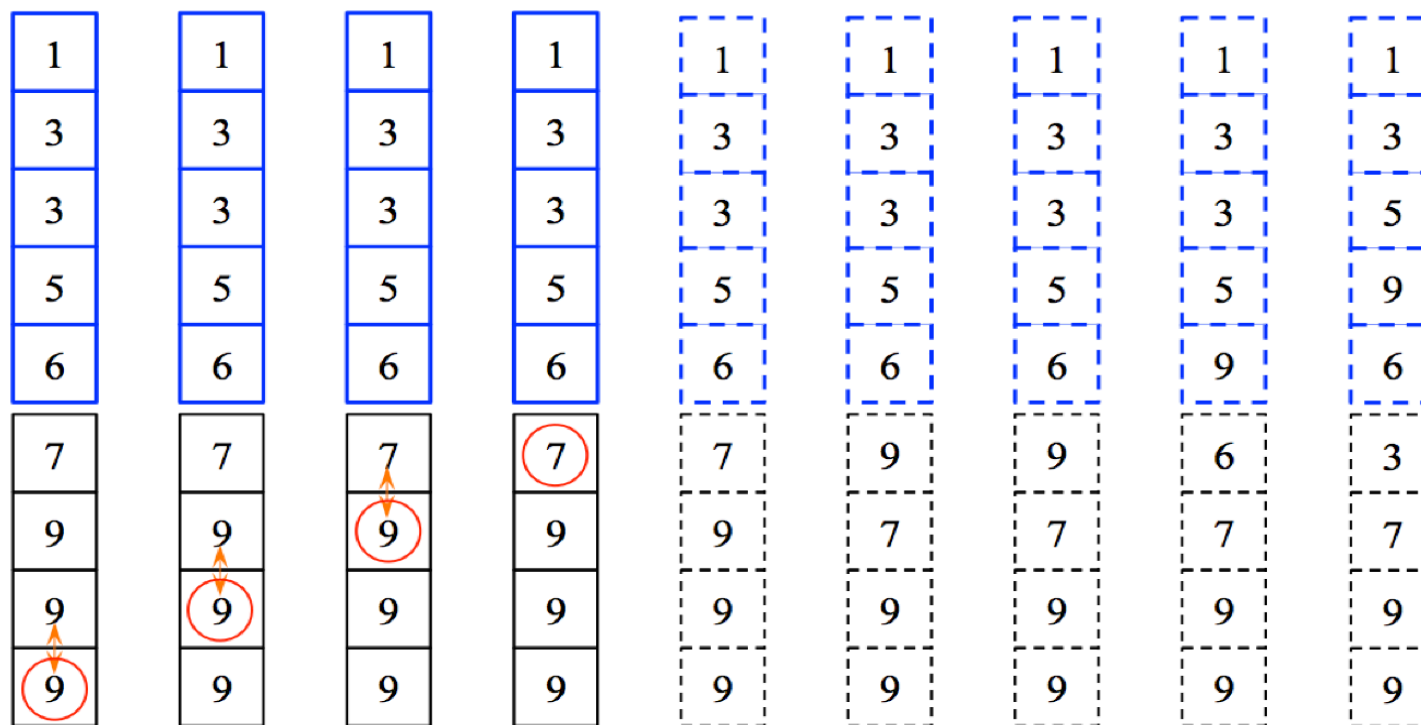 1 1 1 1 1 1 1 1 1
3 3 3 3 3 3 3 3 3
3 3 3 3 3 3 3 3 5
5 5 5 5 5 5 5 5 9
6 6 6 6 6 6 6 9 6
7 7 7 7 7 9 9 6 3
9 9 9 9 9 7 7 7 7
9 9 9 9 9 9 9 9 9
9 9 9 9 9 9 9 9 9